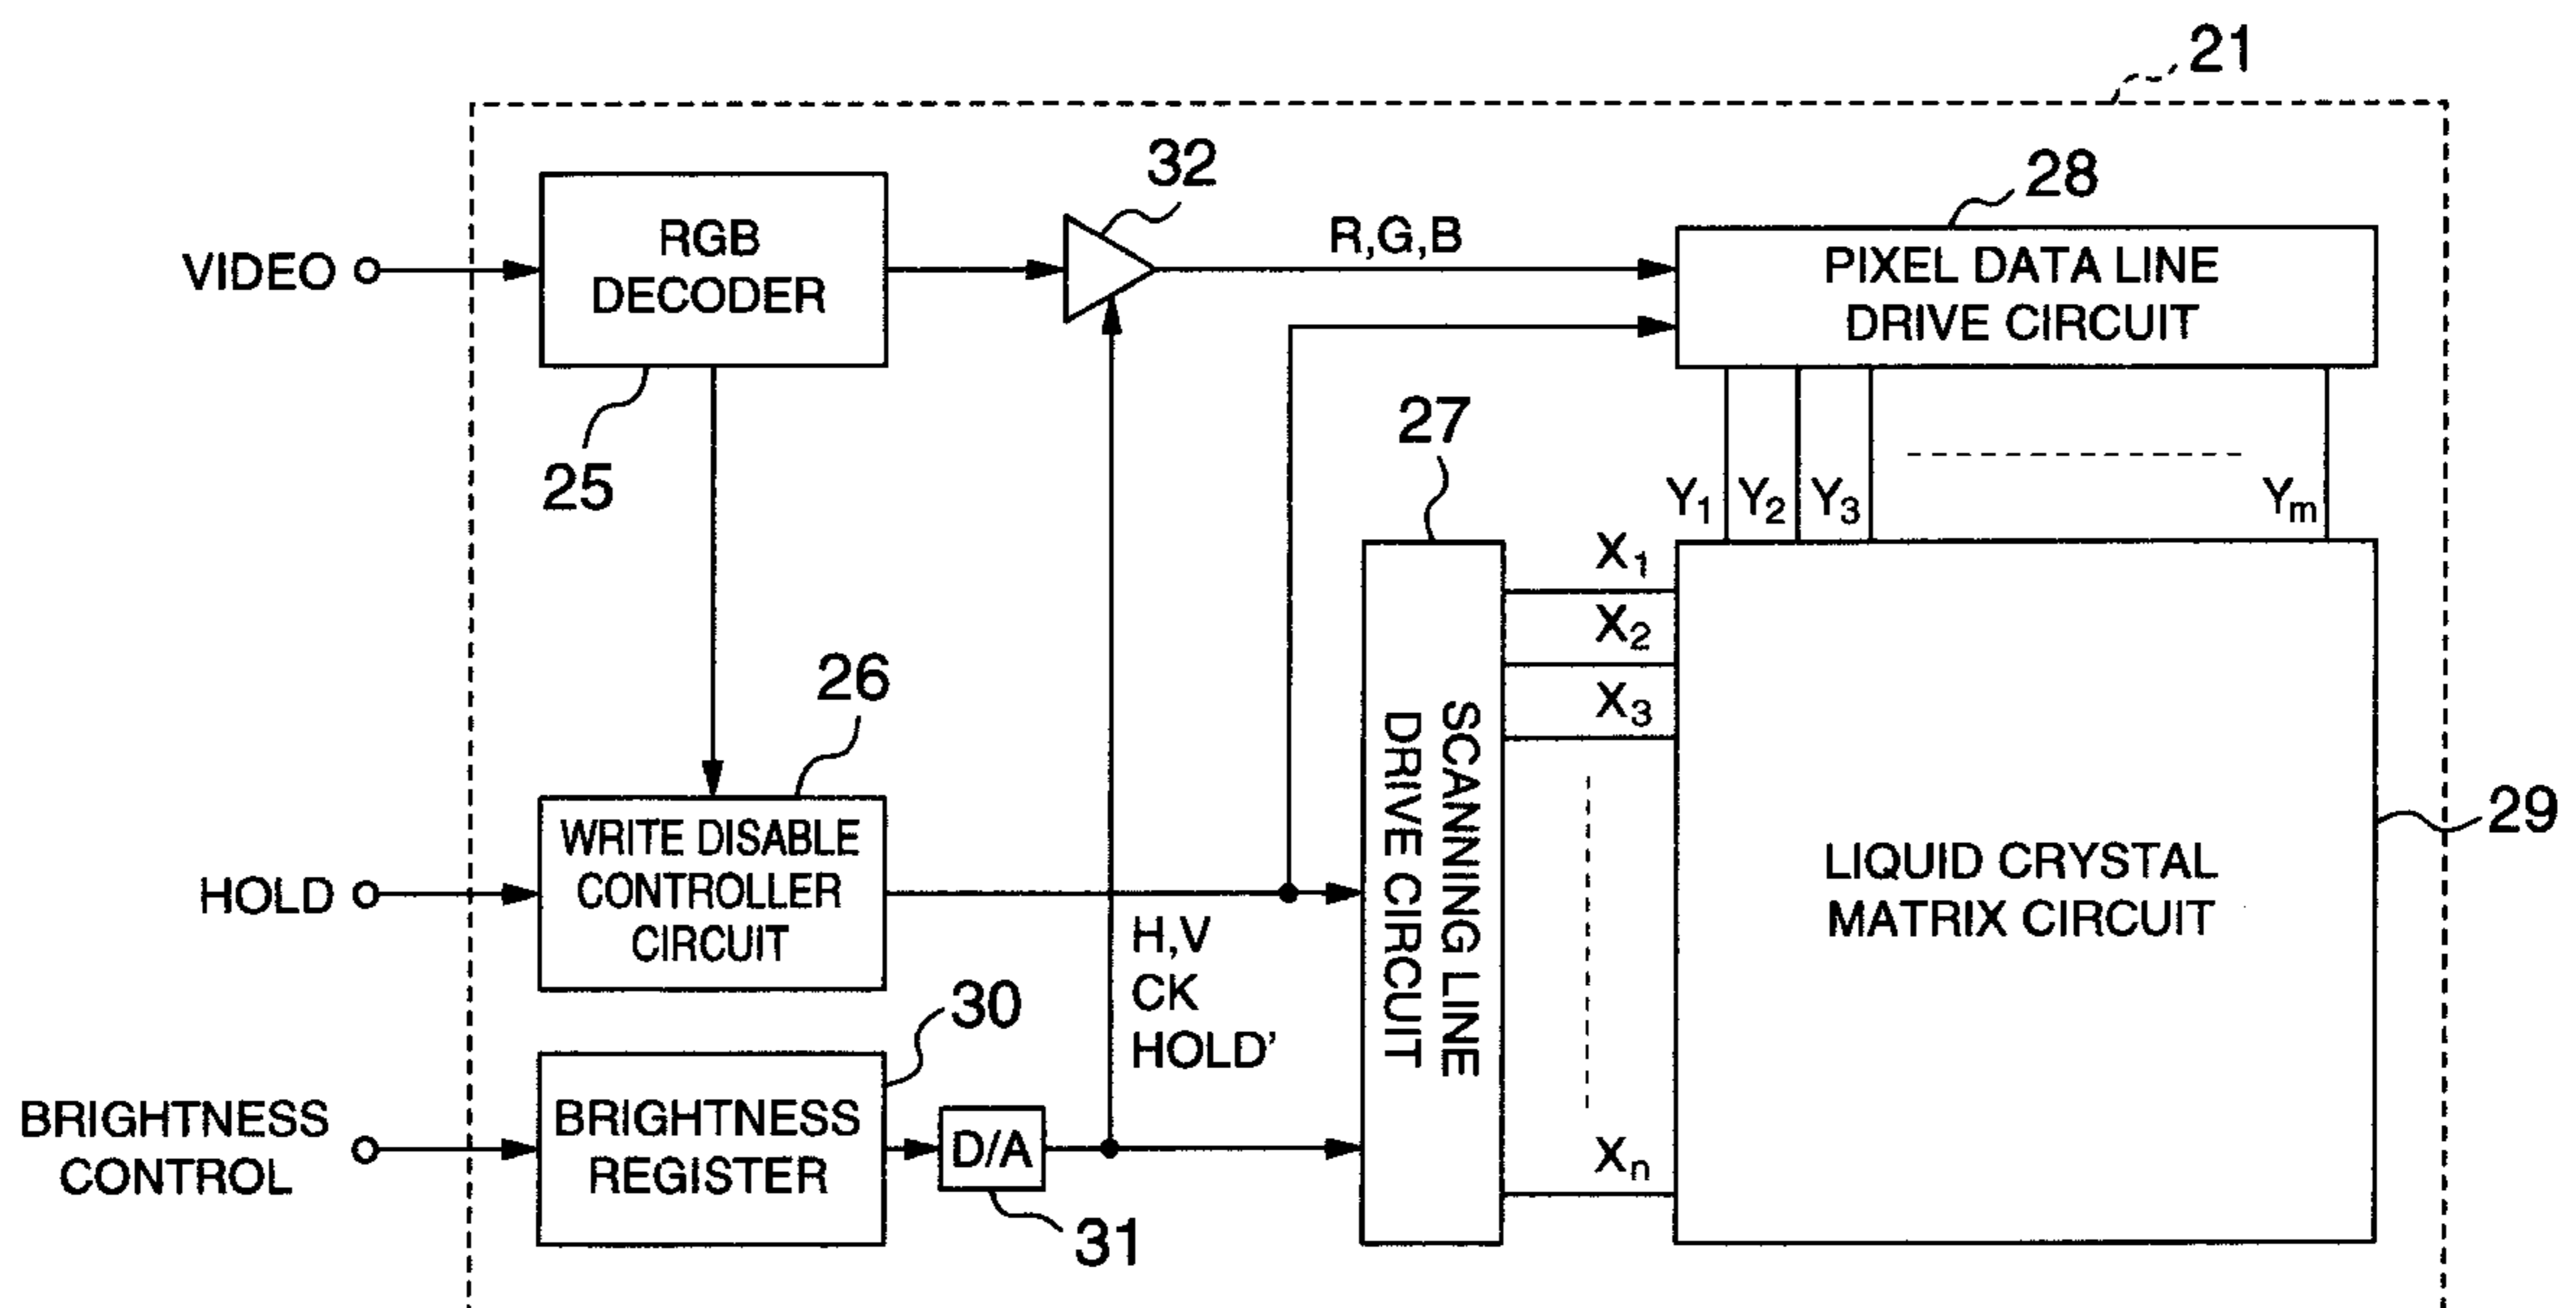 21
32
28
VIDEO
RGB
DECODER
R,G,B
PIXEL DATA LINE
DRIVE CIRCUIT
25
27
Y1 Y2 Y3 Ym
X1
X2
X3
Xn
26
HOLD
WRITE DISABLE
CONTROLLER
CIRCUIT
H,V
CK
HOLD'
SCANNING LINE
DRIVE CIRCUIT
LIQUID CRYSTAL
MATRIX CIRCUIT
29
30
BRIGHTNESS
CONTROL
BRIGHTNESS
REGISTER
D/A
31